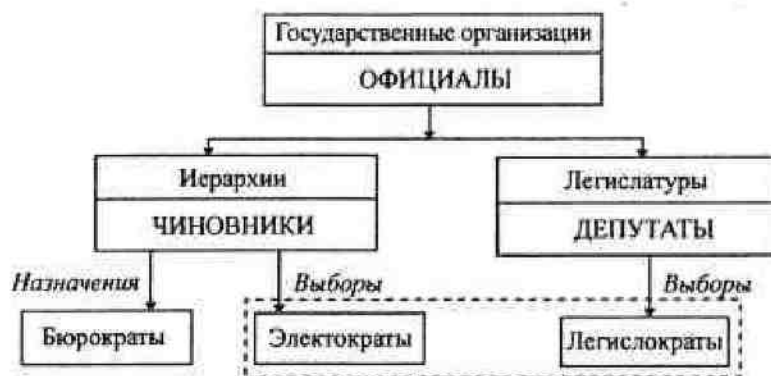 Государственные организации
ОФИЦИАЛЫ
Иерархии
Легислатуры
ЧИНОВНИКИ
ДЕПУТАТЫ
Назначения
Выборы
Выборы
Бюрократы
Электократы
Легислократы